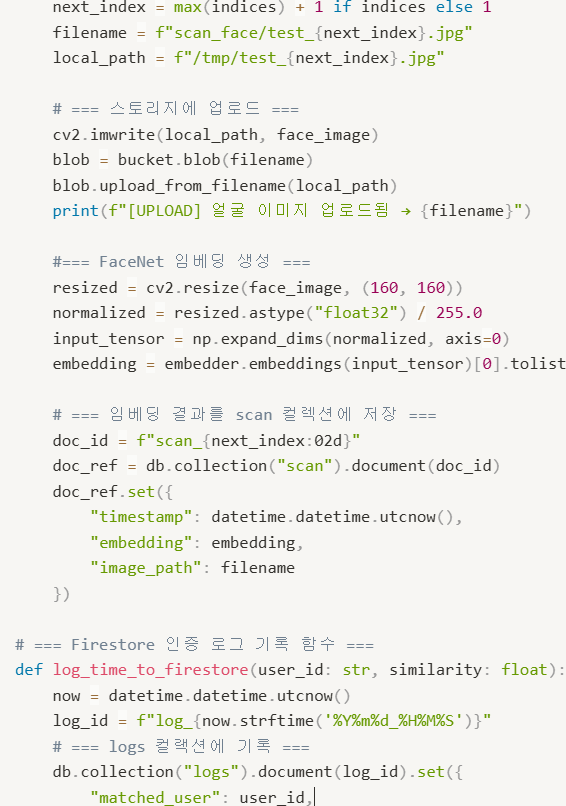 next_index = max(indices) + 1 if indices else 1
filename = f"scan_face/test_{next_index}.jpg"
local_path = f"/tmp/test_{next_index}.jpg"
# === 스토리지에 업로드 ===
cv2.imwrite(local_path, face_image)
blob = bucket.blob(filename)
blob.upload_from_filename(local_path)
print(f"[UPLOAD] 얼굴 이미지 업로드됨 → {filename}")
#=== FaceNet 임베딩 생성 ===
resized = cv2.resize(face_image, (160, 160))
normalized = resized.astype("float32") / 255.0
input_tensor = np.expand_dims(normalized, axis=0)
embedding = embedder.embeddings(input_tensor)[0].tolist
# === 임베딩 결과를 scan 컬렉션에 저장 ===
doc_id = f"scan_{next_index:02d}"
doc_ref = db.collection("scan").document(doc_id)
doc_ref.set({
"timestamp": datetime.datetime.utcnow(),
"embedding": embedding,
"image_path": filename
})
# === Firestore 인증 로그 기록 함수 ===
def log_time_to_firestore(user_id: str, similarity: float):
now = datetime.datetime.utcnow()
log_id = f"log_{now.strftime('%Y%m%d_%H%M%S')}"
# === logs 컬랙션에 기록 ===
db.collection("logs").document(log_id).set({
"matched_user": user_id,